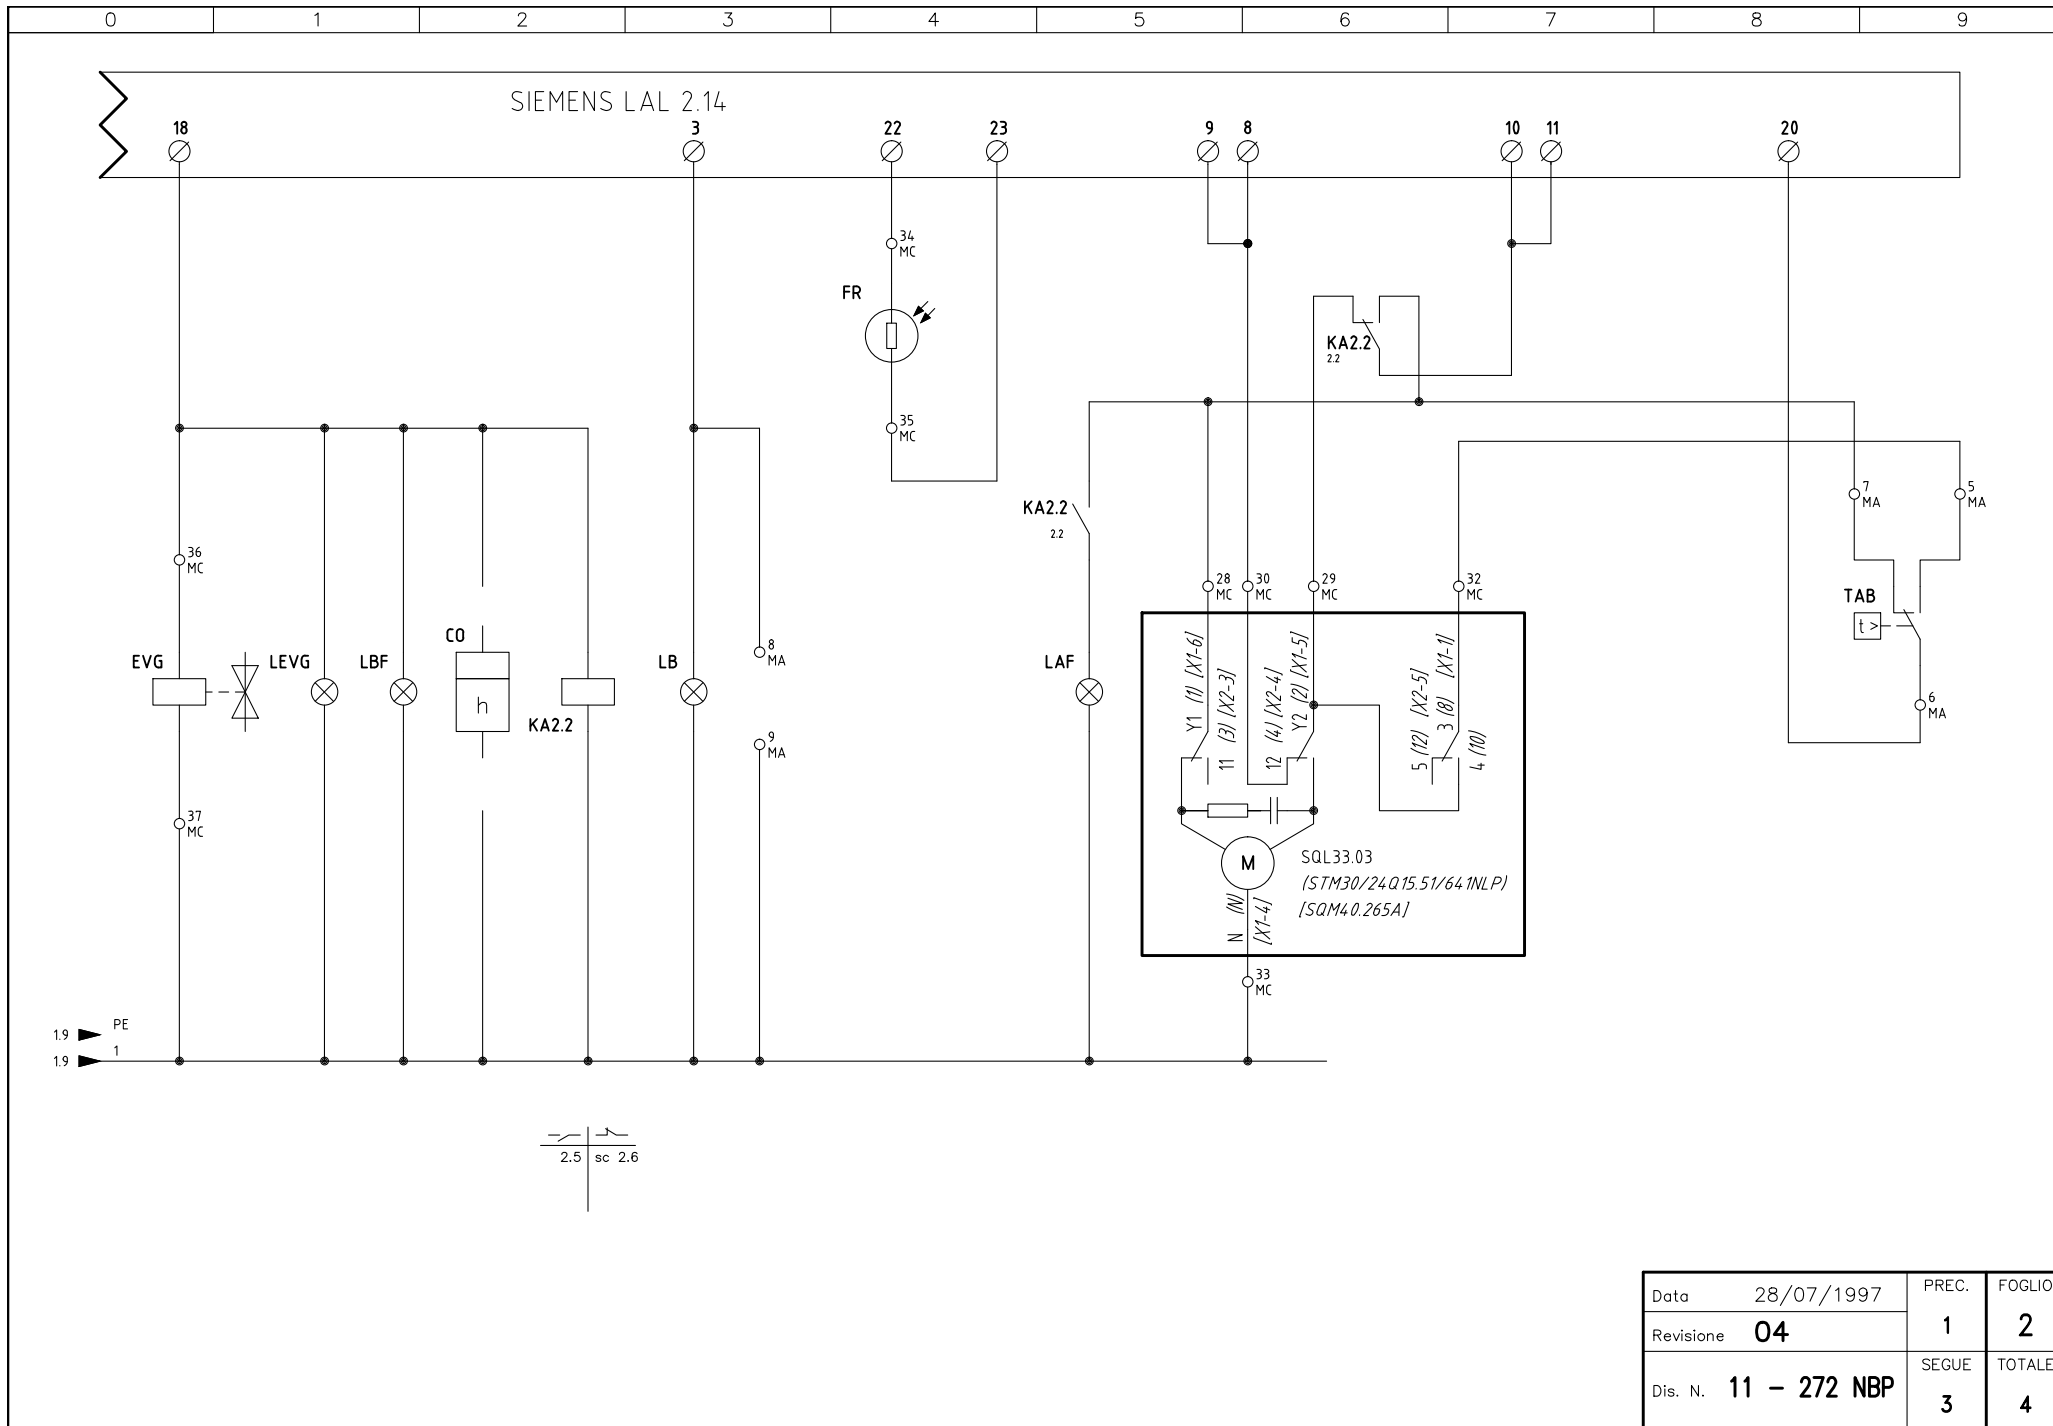 0 1 2 3 4 5 6 7 8 9
SIEMENS LAL 2.14
18 3 22 23 9 8 10 11 20
34
MC
FR
KA2.2
2.2
35
MC
7
MA
5
MA
KA2.2
2.2
36
MC
28
MC
30
MC
29
MC
32
MC
TAB
t >
CO
8
MA
EVG
LEVG
LBF
LB
LAF
h
KA2.2
6
MA
9
MA
Y1 (1) [X1-6]
11 (3) [X2-3]
12 (4) [X2-4]
Y2 (2) [X1-5]
5 (12) [X2-5]
3 (8) [X1-1]
4 (10)
37
MC
M
SQL33.03
(STM30/24Q15.51/641NLP)
[SQM40.265A]
N (N)
[X1-4]
33
MC
1.9 PE
1.9 1
2.5 sc 2.6
Data 28/07/1997
PREC.
1
FOGLIO
2
Revisione 04
Dis. N. 11 - 272 NBP
SEGUE
3
TOTALE
4